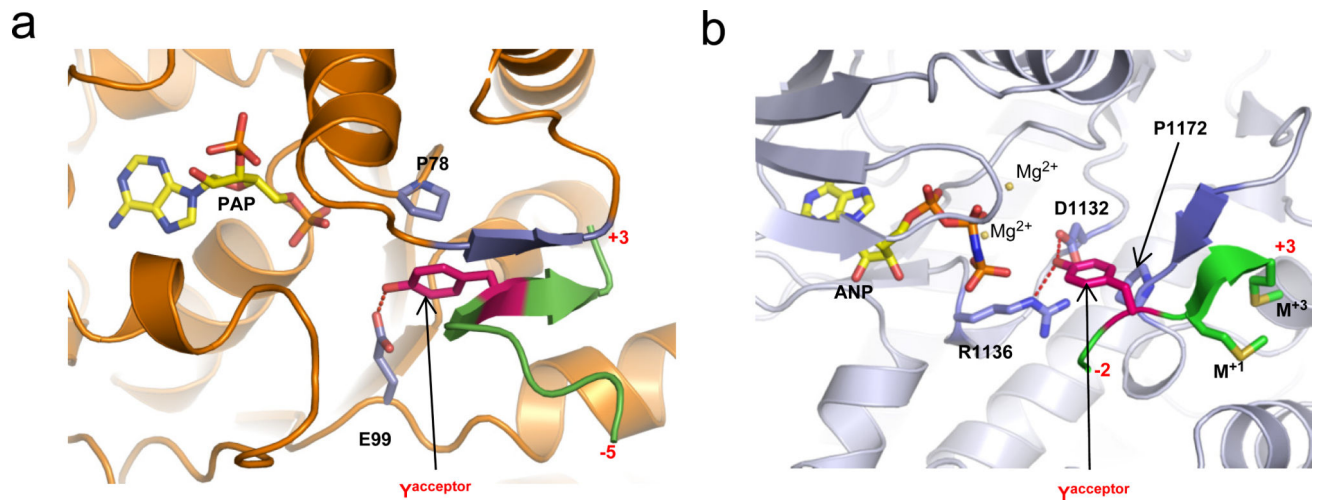 a
P78
PAP
+3
E99
-5
Yacceptor
b
P1172
Mg2+
D1132
Mg2+
+3
ANP
M+3
R1136
-2
M+1
Yacceptor